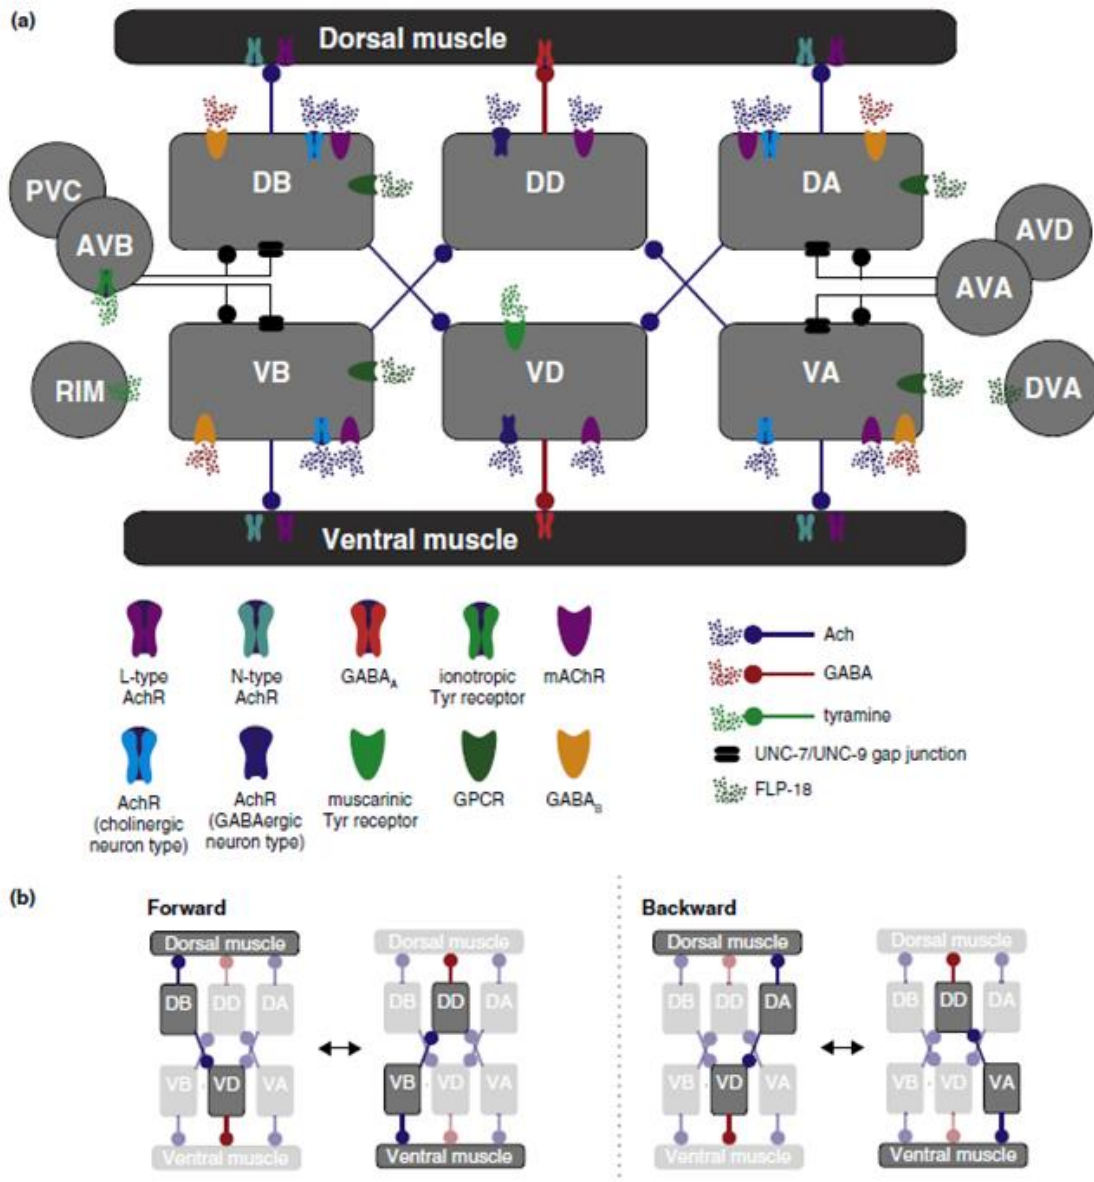 (a)
Dorsal muscle
DB
DD
DA
PVC
AVB
AVD
AVA
VB
VD
VA
RIM
DVA
Ventral muscle
L-type
AchR
N-type
AchR
GABA_A
ionotropic
Tyr receptor
mAChR
AchR
(cholinergic
neuron type)
AchR
(GABAergic
neuron type)
muscarinic
Tyr receptor
GPCR
GABA_B
Ach
GABA
tyramine
UNC-7/UNC-9 gap junction
FLP-18
(b)
Forward
Dorsal muscle
DB DD DA
VB VD VA
Ventral muscle
Dorsal muscle
DB DD DA
VB VD VA
Ventral muscle
Backward
Dorsal muscle
DB DD DA
VB VD VA
Ventral muscle
Dorsal muscle
DB DD DA
VB VD VA
Ventral muscle